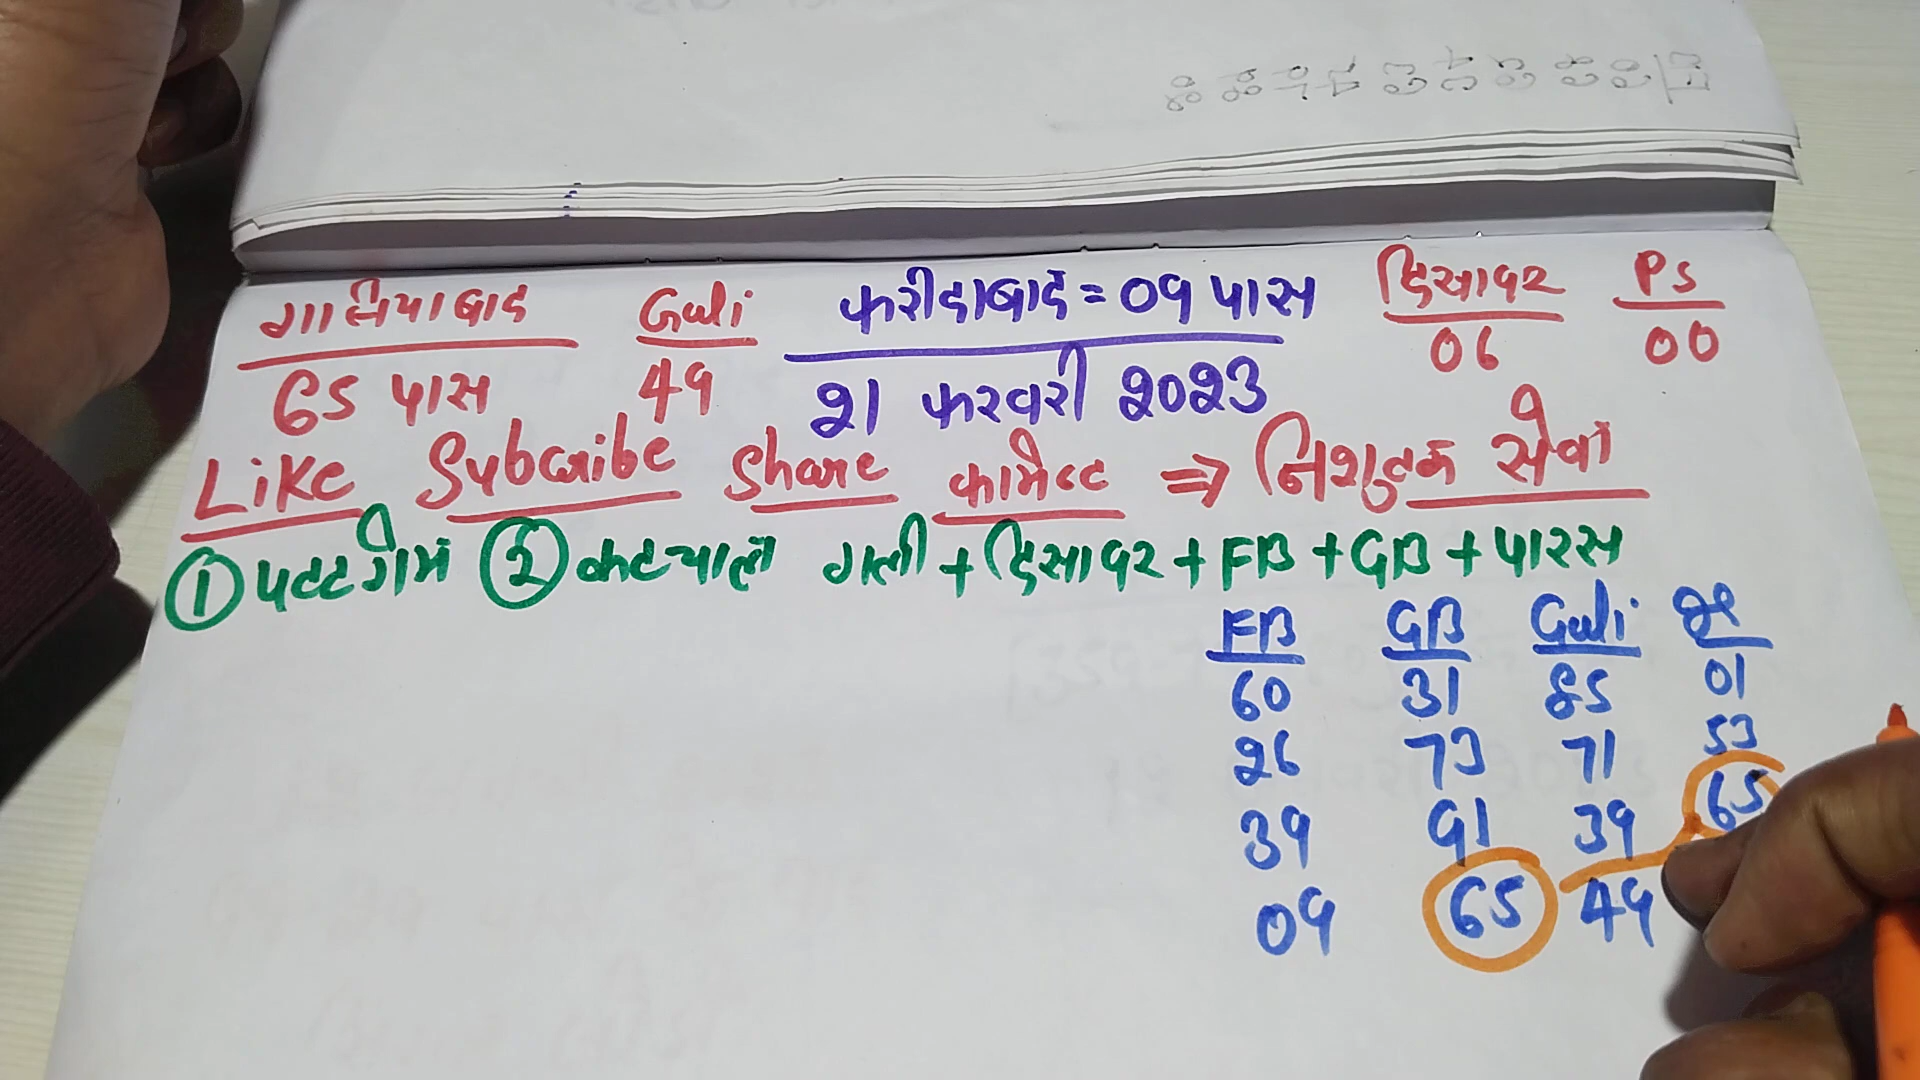 गाजियाबाद Gali फरीदाबाद = 09 पास दिसावर PS
65 पास 49 21 फरवरी 2023 06 00
Like Subcribe Share कामेन्ट ⇒ निशुल्क सेवा
① पटटीगेम ② कटयाली गली + दिसावर + FB + GB + पारस
FB GB Gali
60 31 85 01
26 73 71 53
39 91 39 65
09 65 49